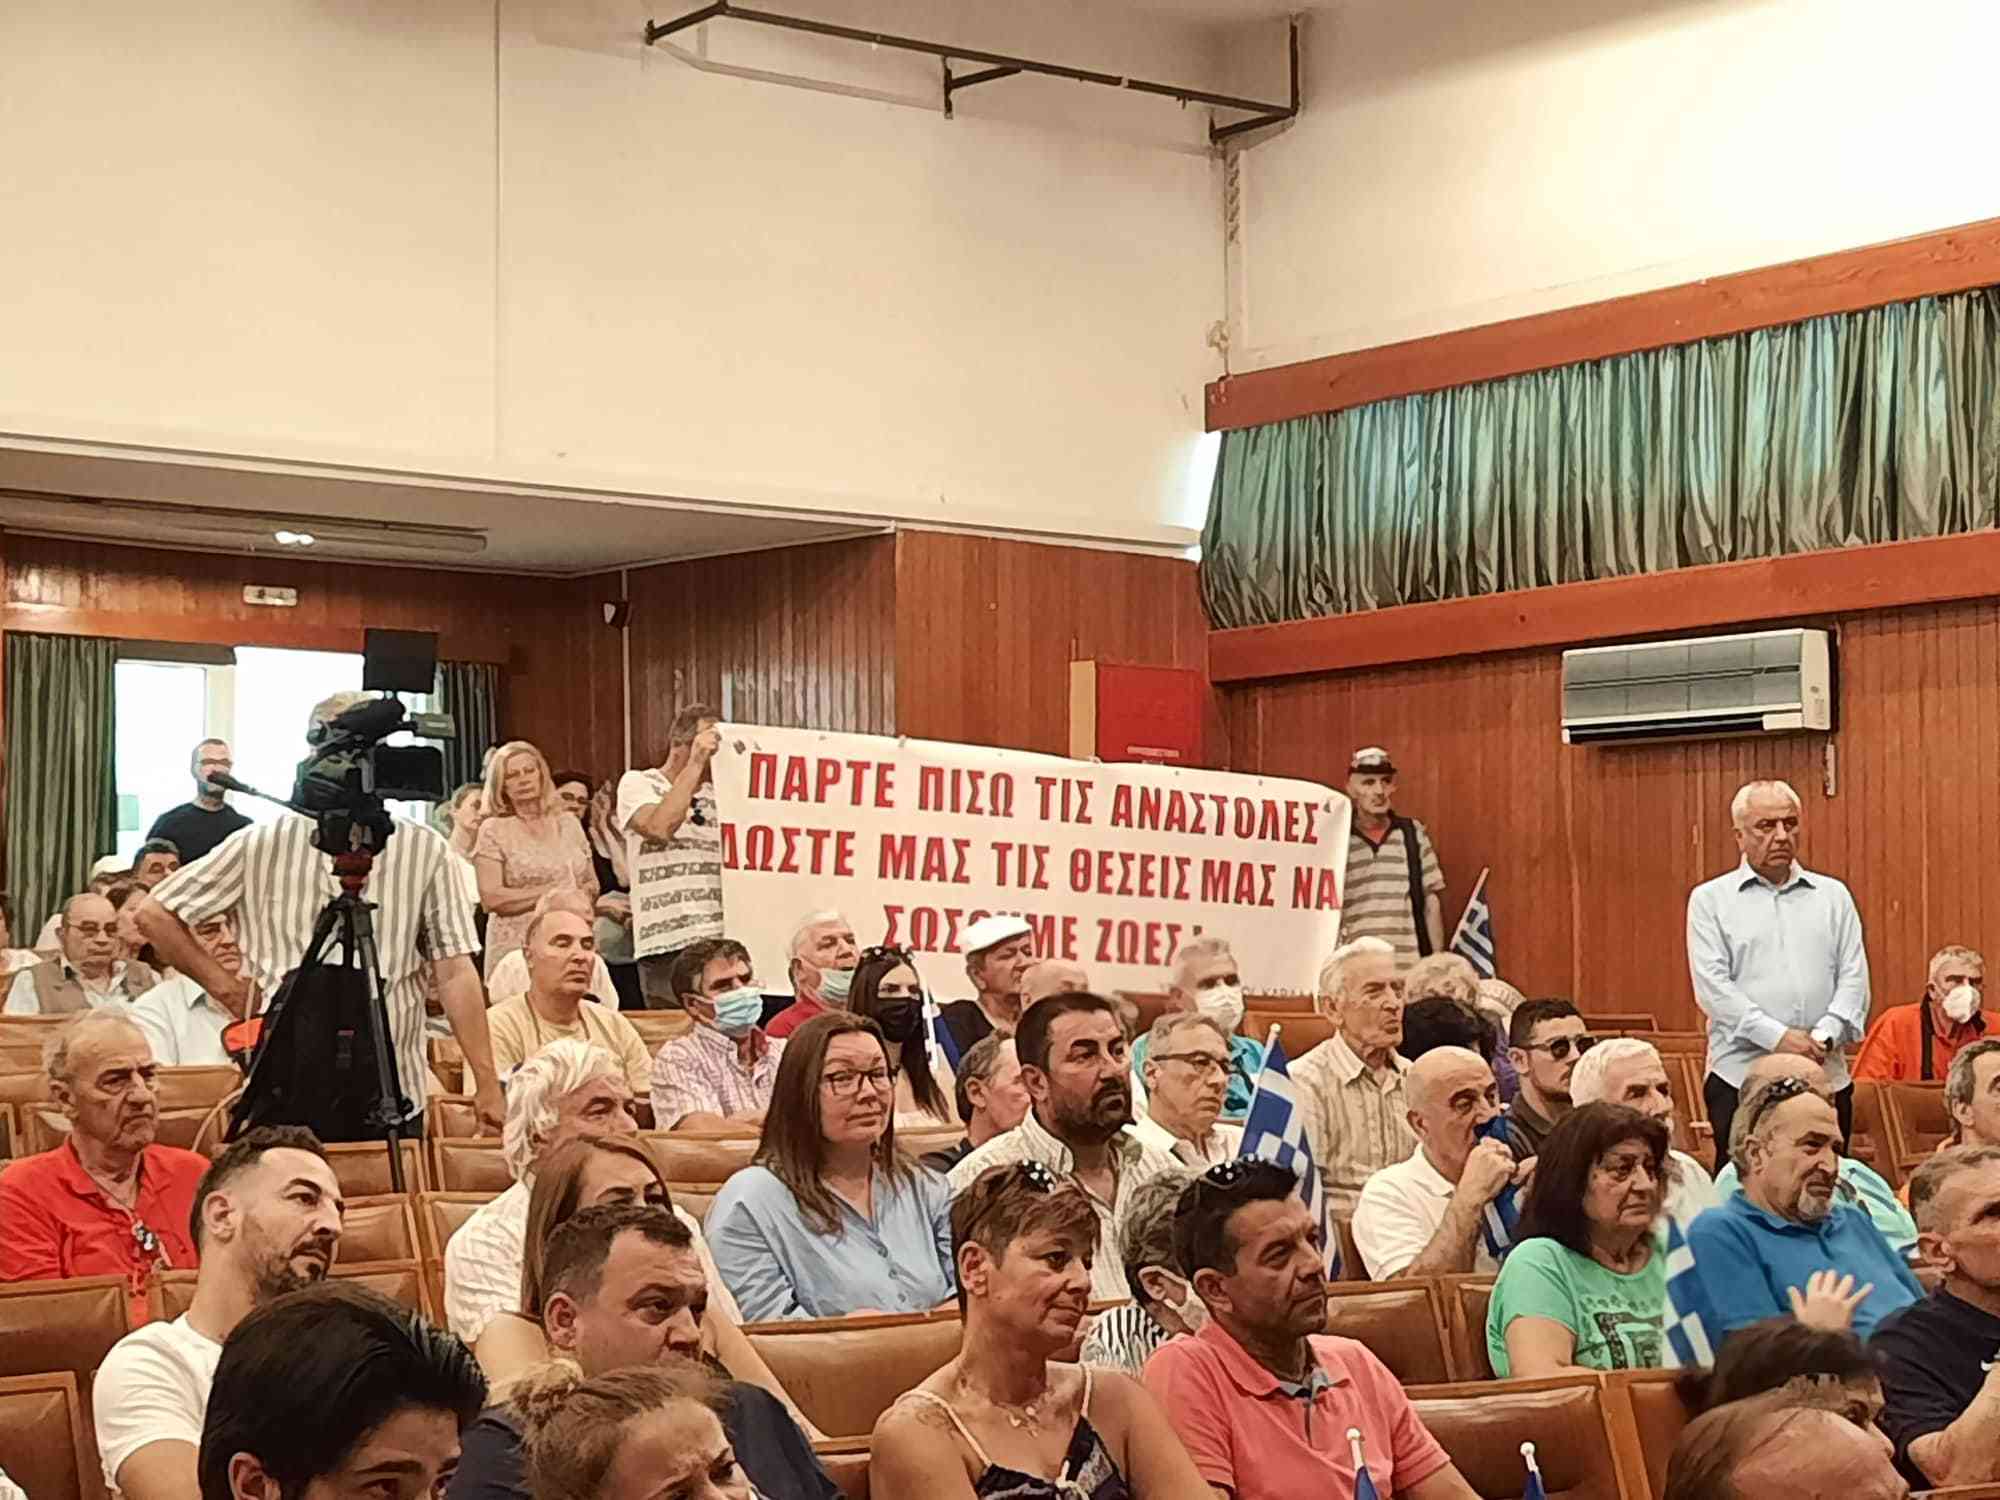 ΠΑΡΤΕ ΠΙΣΩ ΤΙΣ ΑΝΑΣΤΟΛΕΣ
ΔΩΣΤΕ ΜΑΣ ΤΙΣ ΘΕΣΕΙΣ ΜΑΣ ΝΑ
ΣΩΣΟΥΜΕ ΖΩΕΣ!